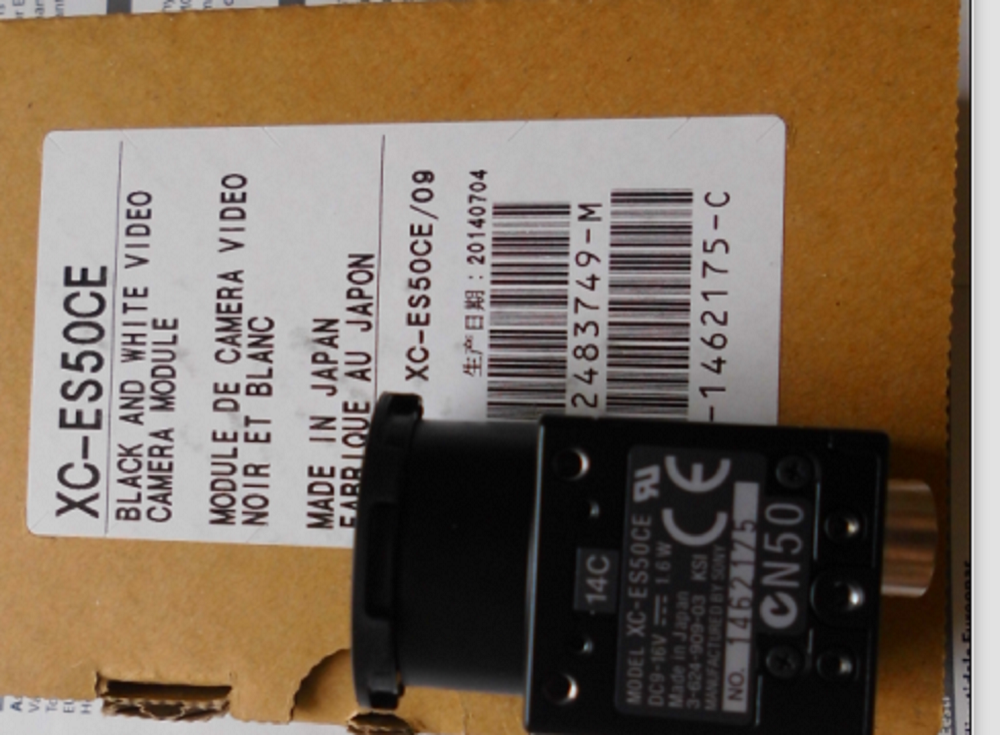 XC-ES50CE
BLACK AND WHITE VIDEO
CAMERA MODULE
MODULE DE CAMERA VIDEO
NOIR ET BLANC
MADE IN JAPAN
FABRIQUE AU JAPON
XC-ES50CE/09
生产日期：20140704
2483749-M
-1462175-C
14C
MODEL XC-ES50CE
DC9-16V ⎓ 1.6W
Made in Japan
3-624-909-03 KSI
MANUFACTURED BY SONY
NO. 1462175
CE
N50